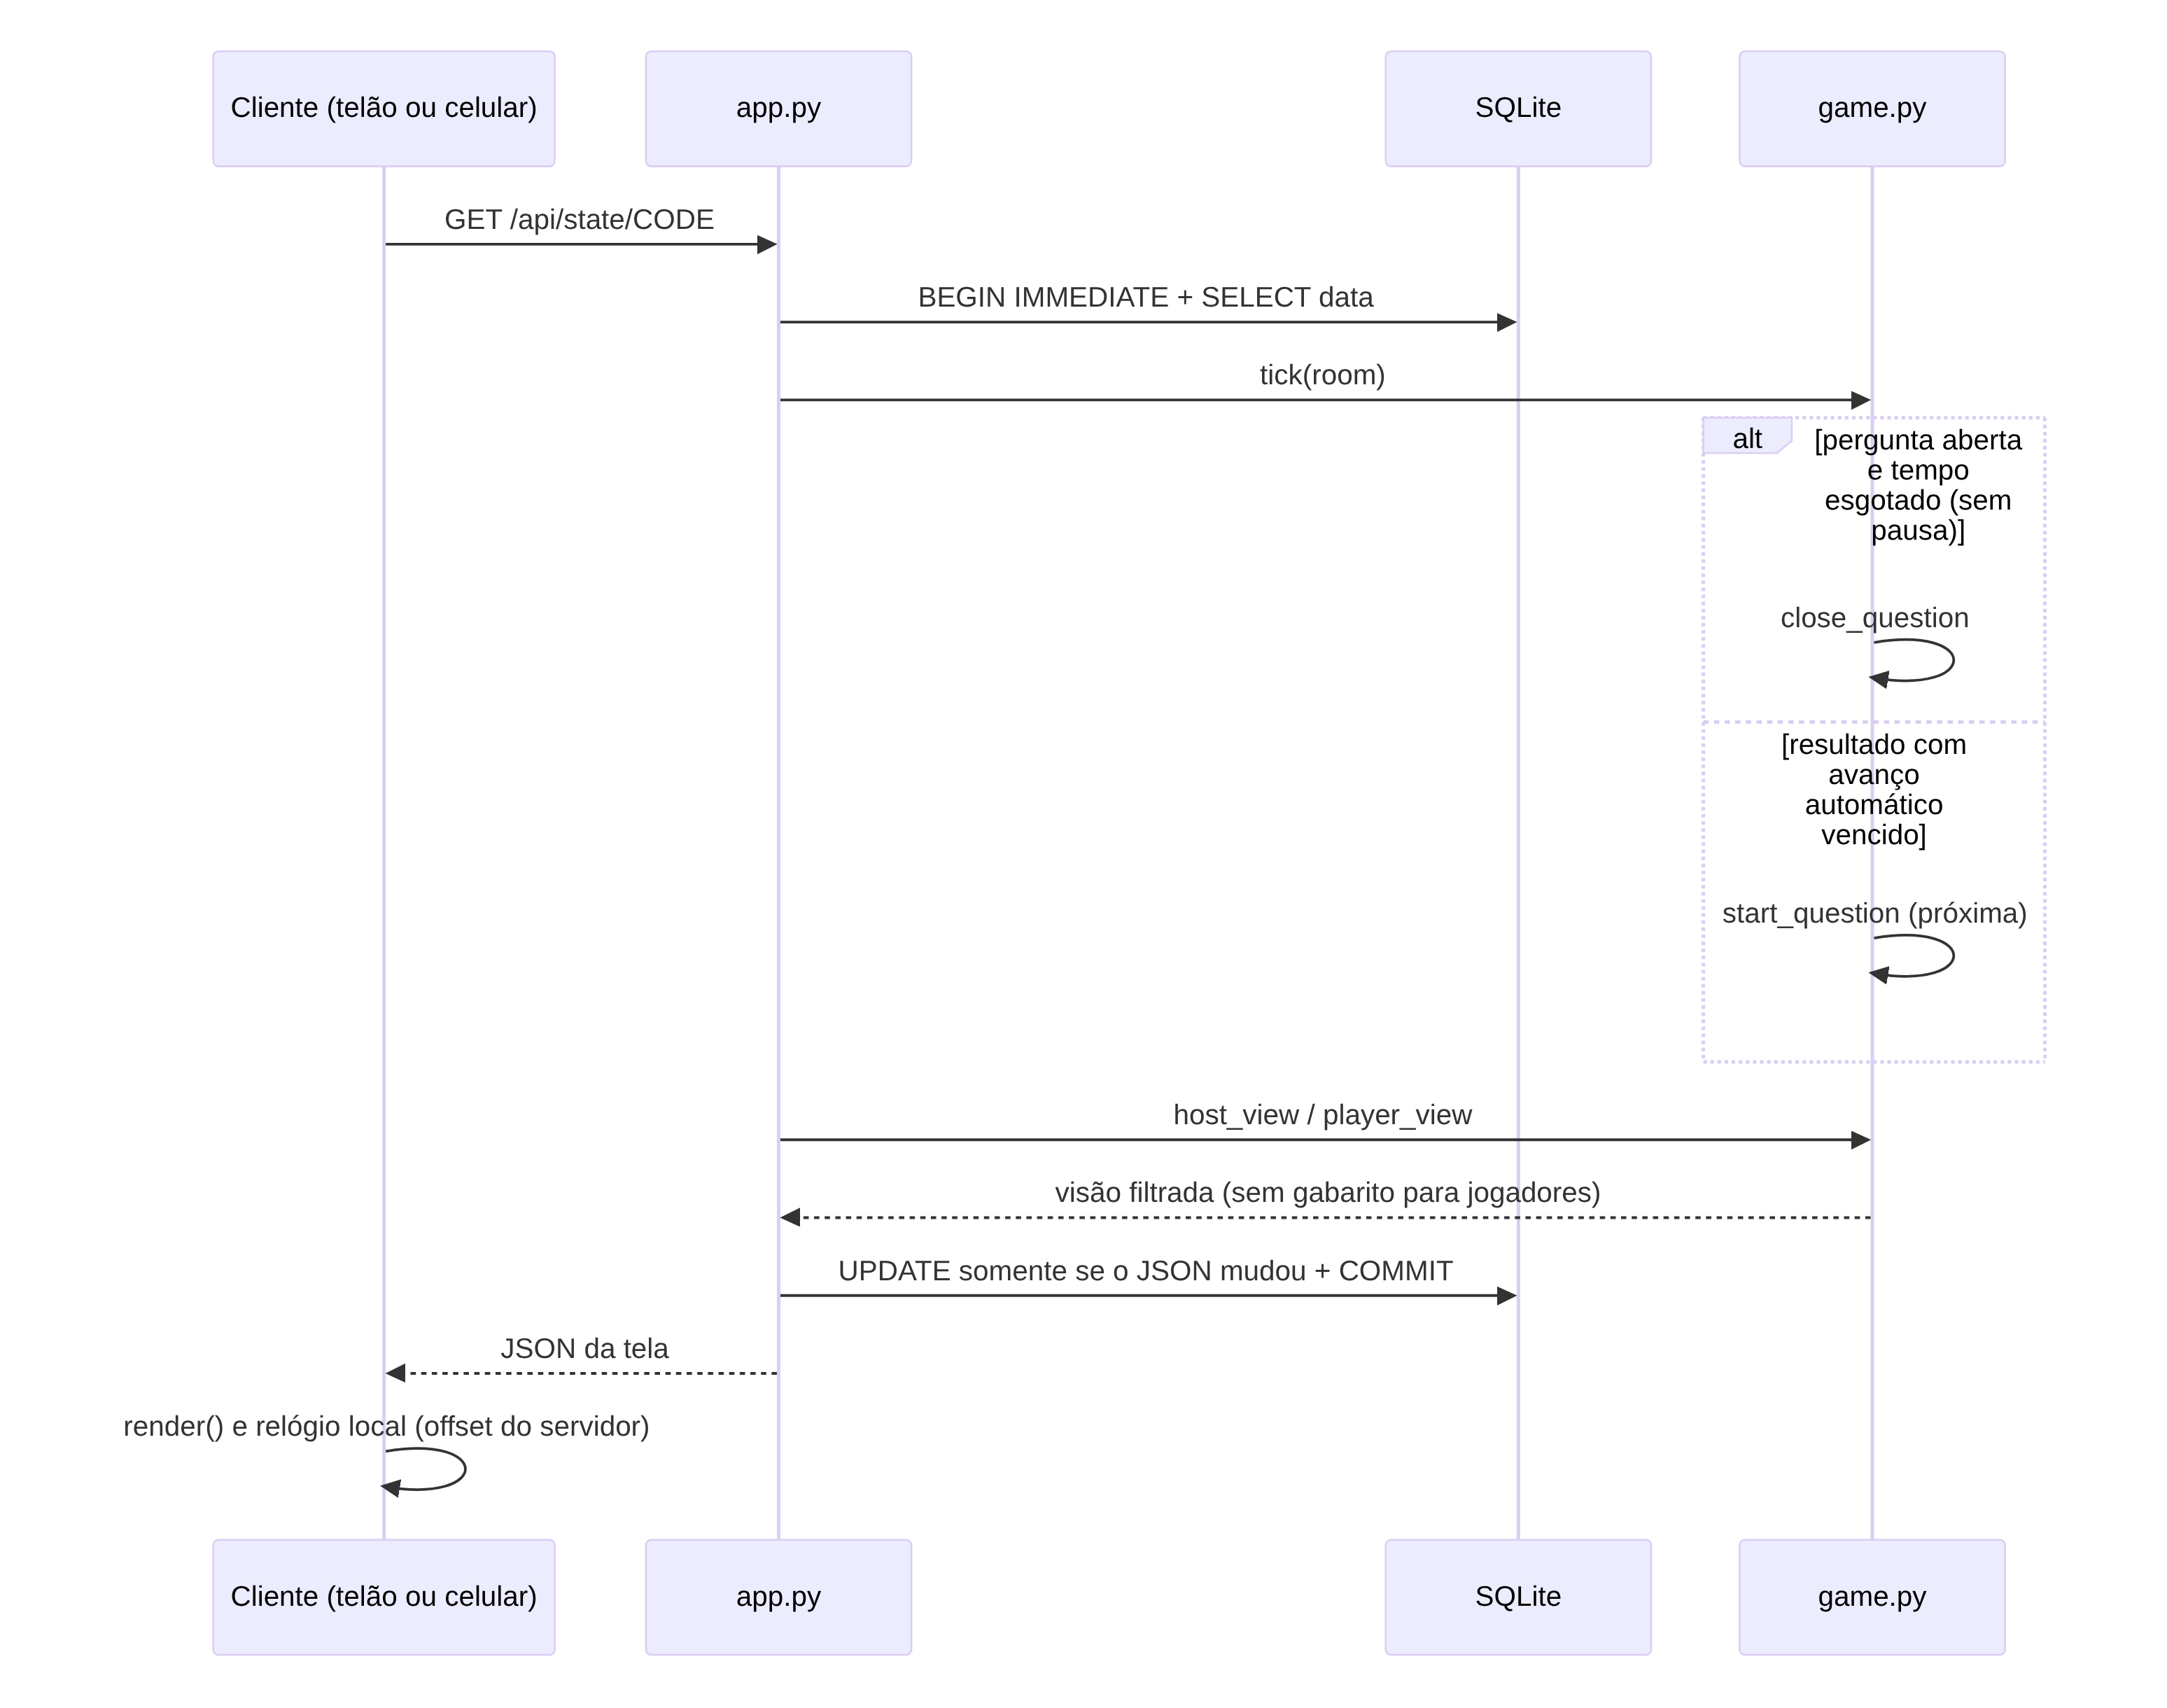 Cliente (telão ou celular)
app.py
SQLite
game.py
GET /api/state/CODE
BEGIN IMMEDIATE + SELECT data
tick(room)
alt
[pergunta aberta
e tempo
esgotado (sem
pausa)]
close_question
[resultado com
avanço
automático
vencido]
start_question (próxima)
host_view / player_view
visão filtrada (sem gabarito para jogadores)
UPDATE somente se o JSON mudou + COMMIT
JSON da tela
render() e relógio local (offset do servidor)
Cliente (telão ou celular)
app.py
SQLite
game.py